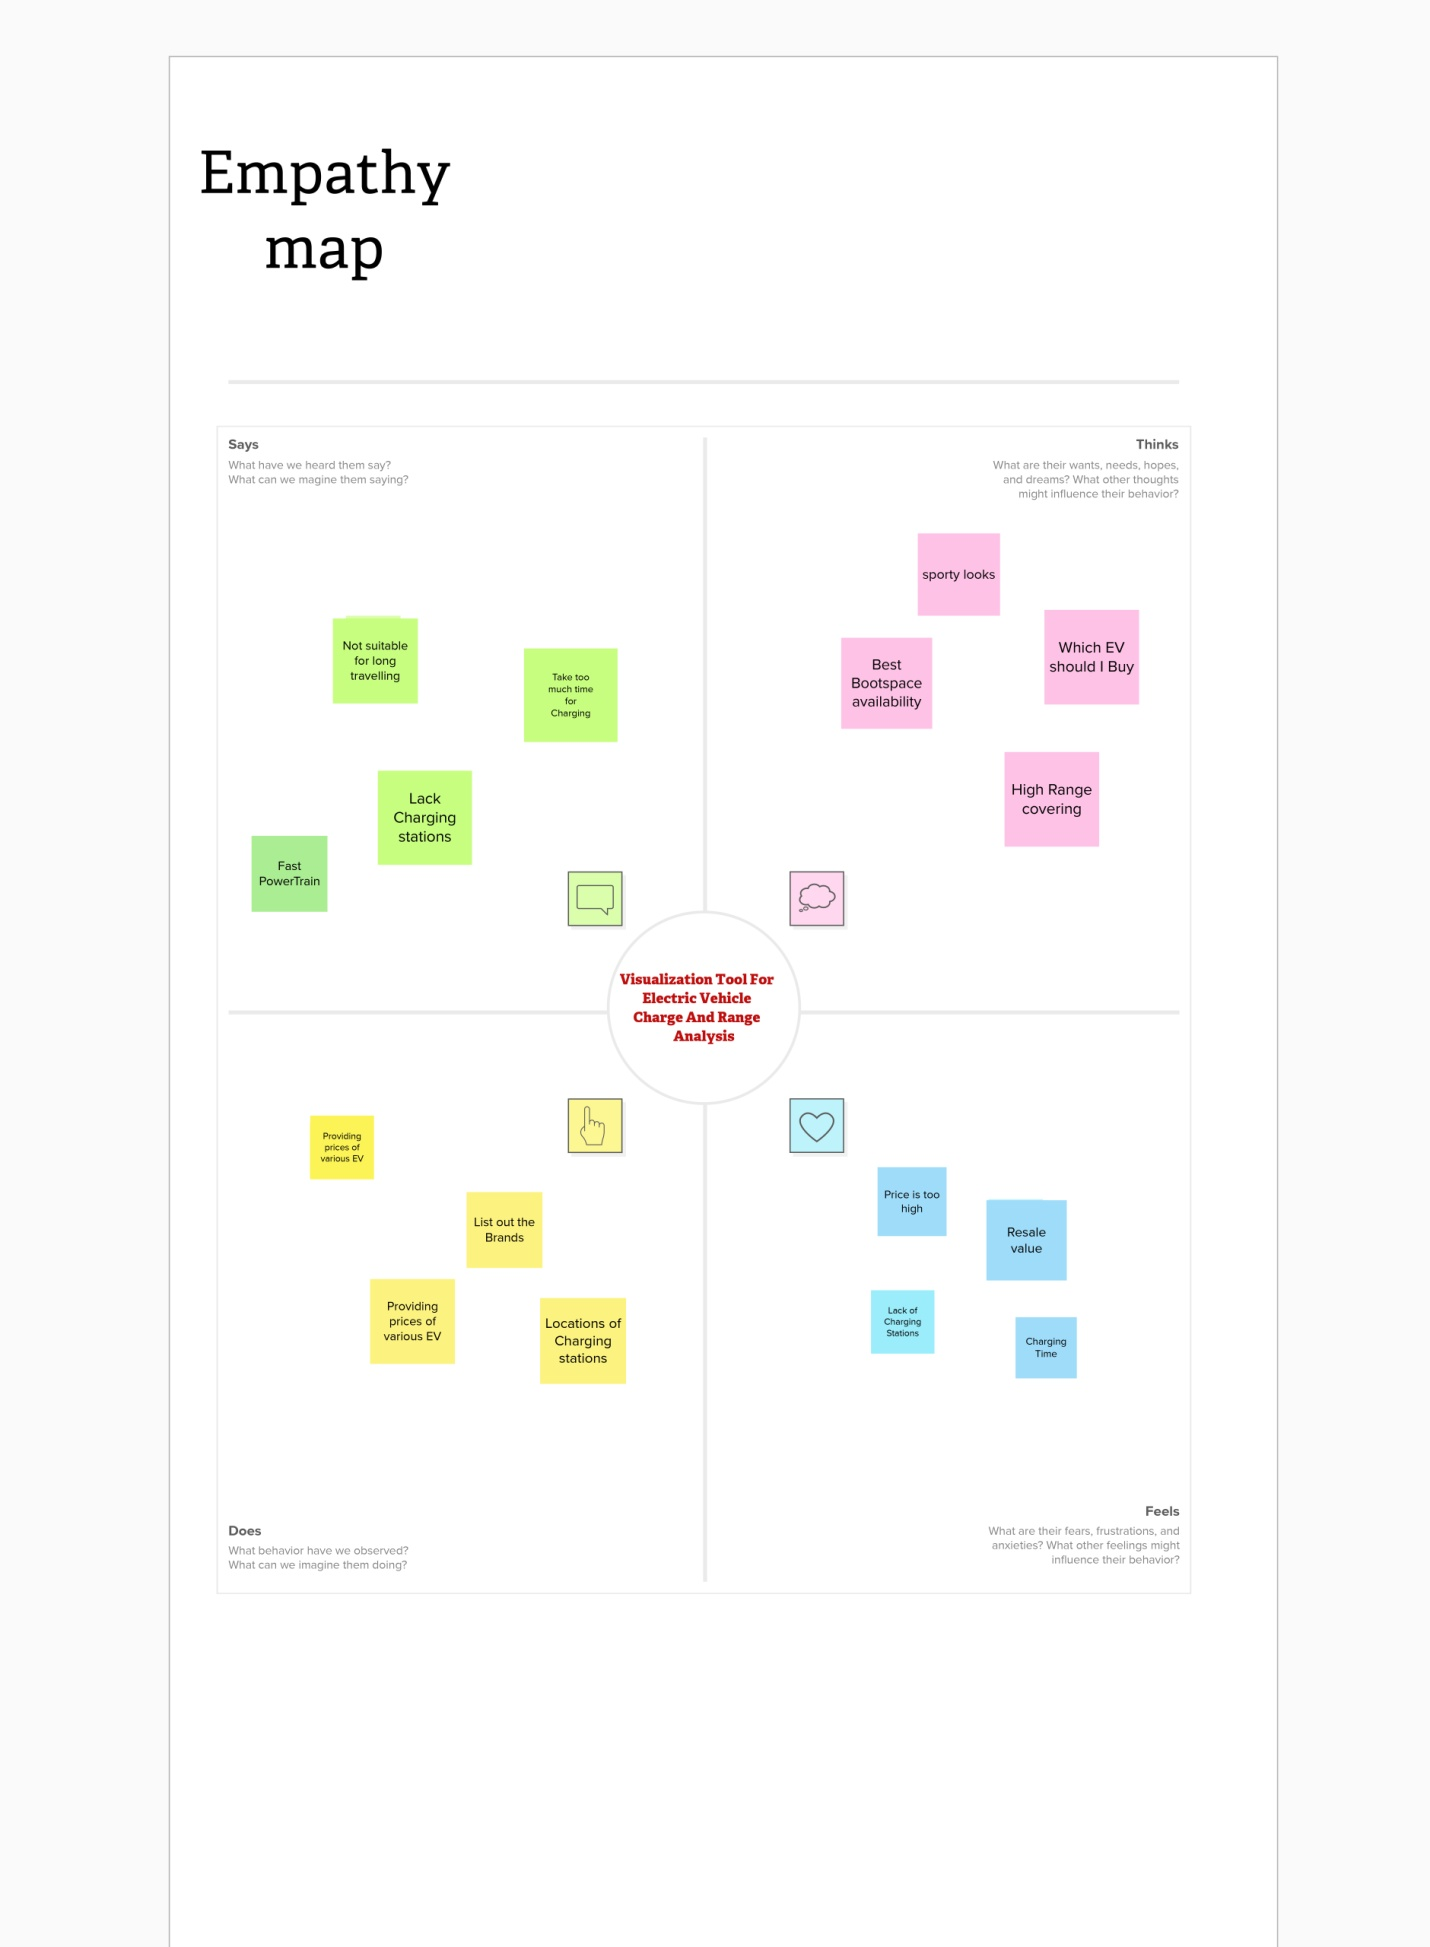 Empathy
map
Says
What have we heard them say?
What can we magine them saying?
Thinks
What are their wants, needs, hopes,
and dreams? What other thoughts
might influence their behavior?
Not suitable
for long
travelling
Take too
much time
for
Charging
Lack
Charging
stations
Fast
PowerTrain
sporty looks
Best
Bootspace
availability
Which EV
should I Buy
High Range
covering
Visualization Tool For
Electric Vehicle
Charge And Range
Analysis
Providing
prices of
various EV
List out the
Brands
Providing
prices of
various EV
Locations of
Charging
stations
Price is too
high
Resale
value
Lack of
Charging
Stations
Charging
Time
Does
What behavior have we observed?
What can we imagine them doing?
Feels
What are their fears, frustrations, and
anxieties? What other feelings might
influence their behavior?